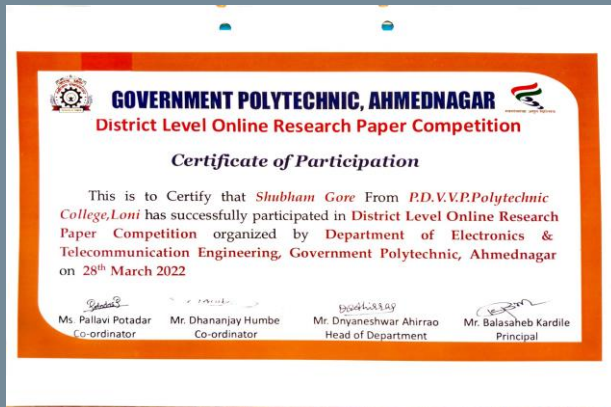 GOVERNMENT POLYTECHNIC, AHMEDNAGAR
District Level Online Research Paper Competition
Certificate of Participation
This is to Certify that Shubham Gore From P.D.V.V.P.Polytechnic
College,Loni has successfully participated in District Level Online Research
Paper Competition organized by Department of Electronics &
Telecommunication Engineering, Government Polytechnic, Ahmednagar
on 28th March 2022
Ms. Pallavi Potadar Mr. Dhananjay Humbe Mr. Dnyaneshwar Ahirrao Mr. Balasaheb Kardile
Co-ordinator Co-ordinator Head of Department Principal